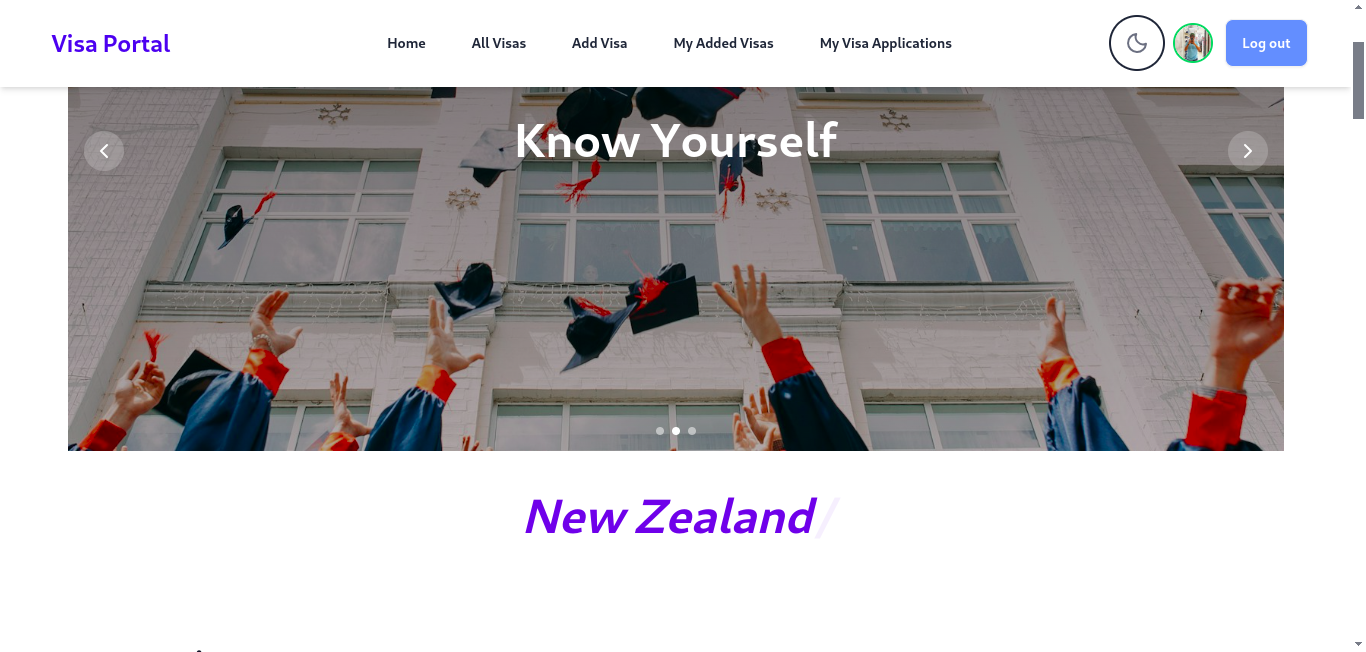 Visa Portal
Home
All Visas
Add Visa
My Added Visas
My Visa Applications
Log out
Know Yourself
New Zealand/